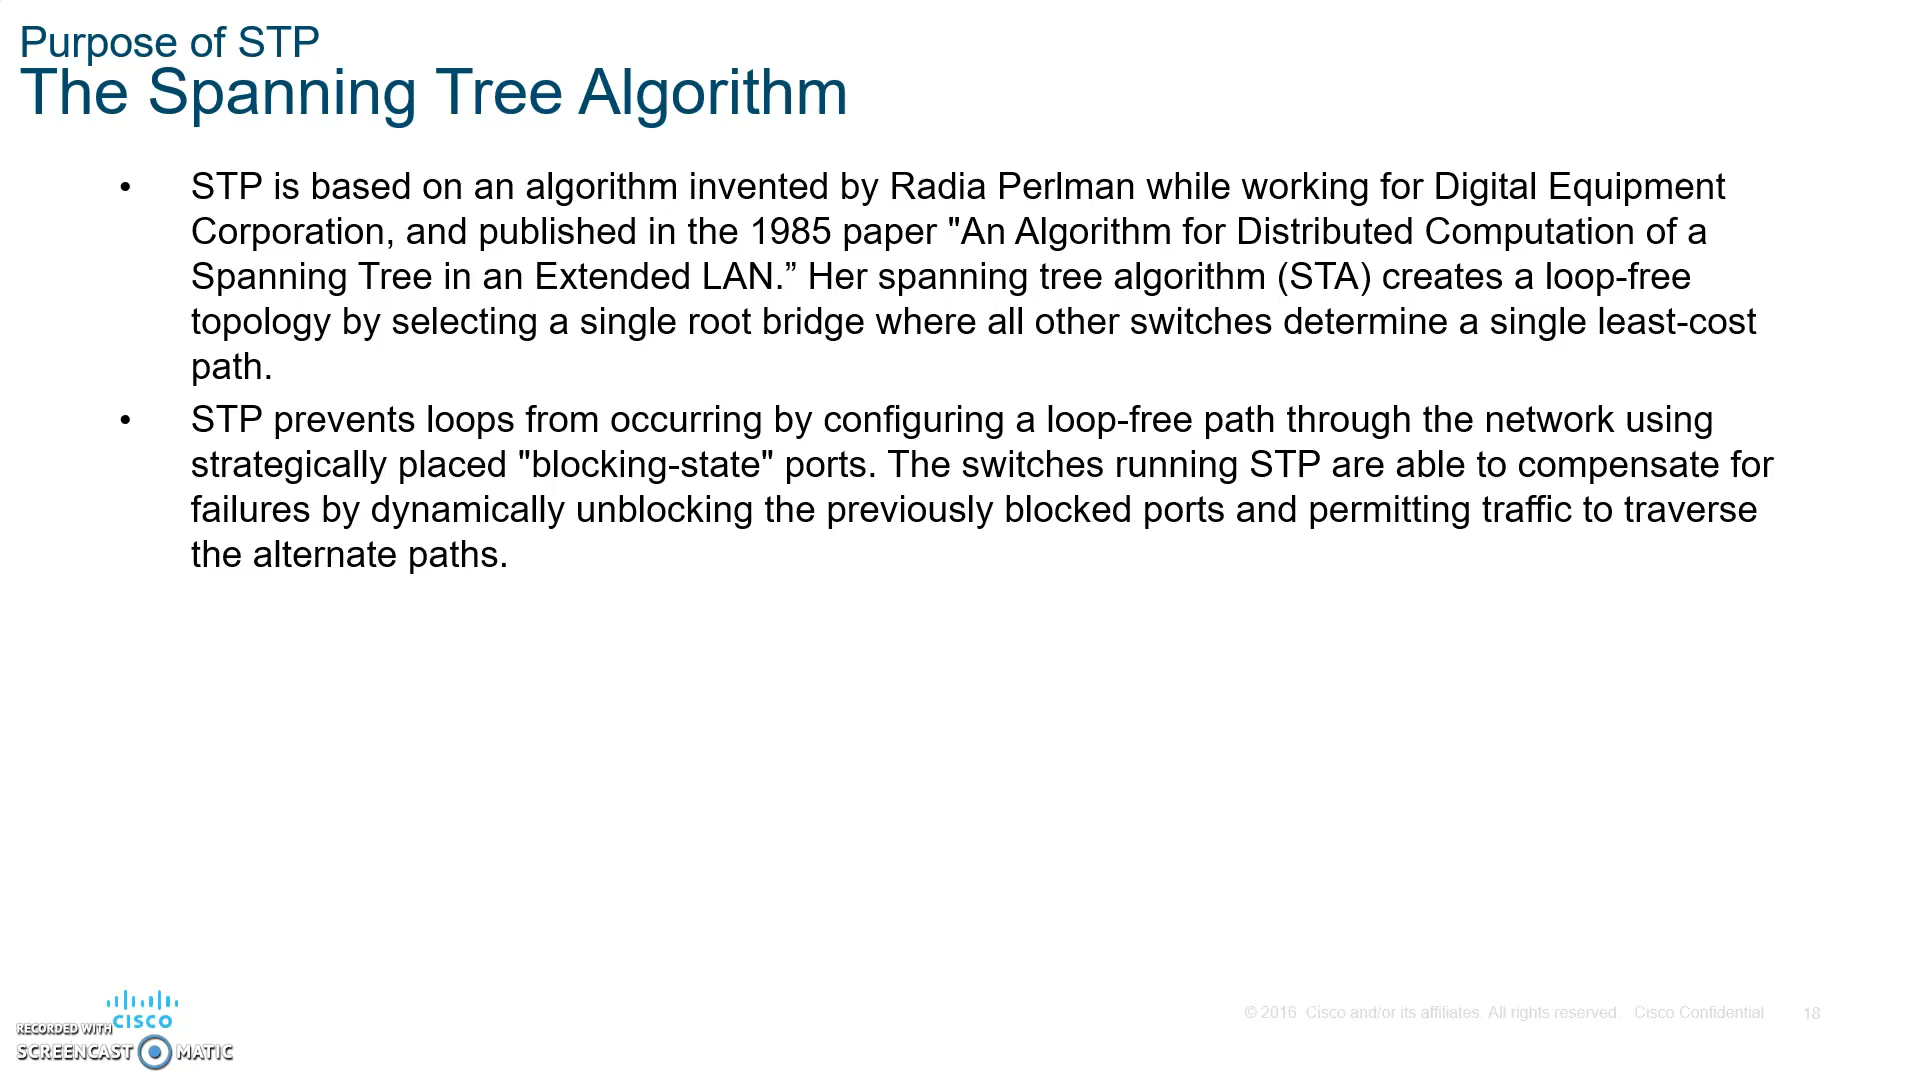 Purpose of STP
The Spanning Tree Algorithm
• STP is based on an algorithm invented by Radia Perlman while working for Digital Equipment
Corporation, and published in the 1985 paper "An Algorithm for Distributed Computation of a
Spanning Tree in an Extended LAN.” Her spanning tree algorithm (STA) creates a loop-free
topology by selecting a single root bridge where all other switches determine a single least-cost
path.
• STP prevents loops from occurring by configuring a loop-free path through the network using
strategically placed "blocking-state" ports. The switches running STP are able to compensate for
failures by dynamically unblocking the previously blocked ports and permitting traffic to traverse
the alternate paths.
CISCO
RECORDED WITH
SCREENCAST MATIC
© 2016 Cisco and/or its affiliates. All rights reserved. Cisco Confidential 18